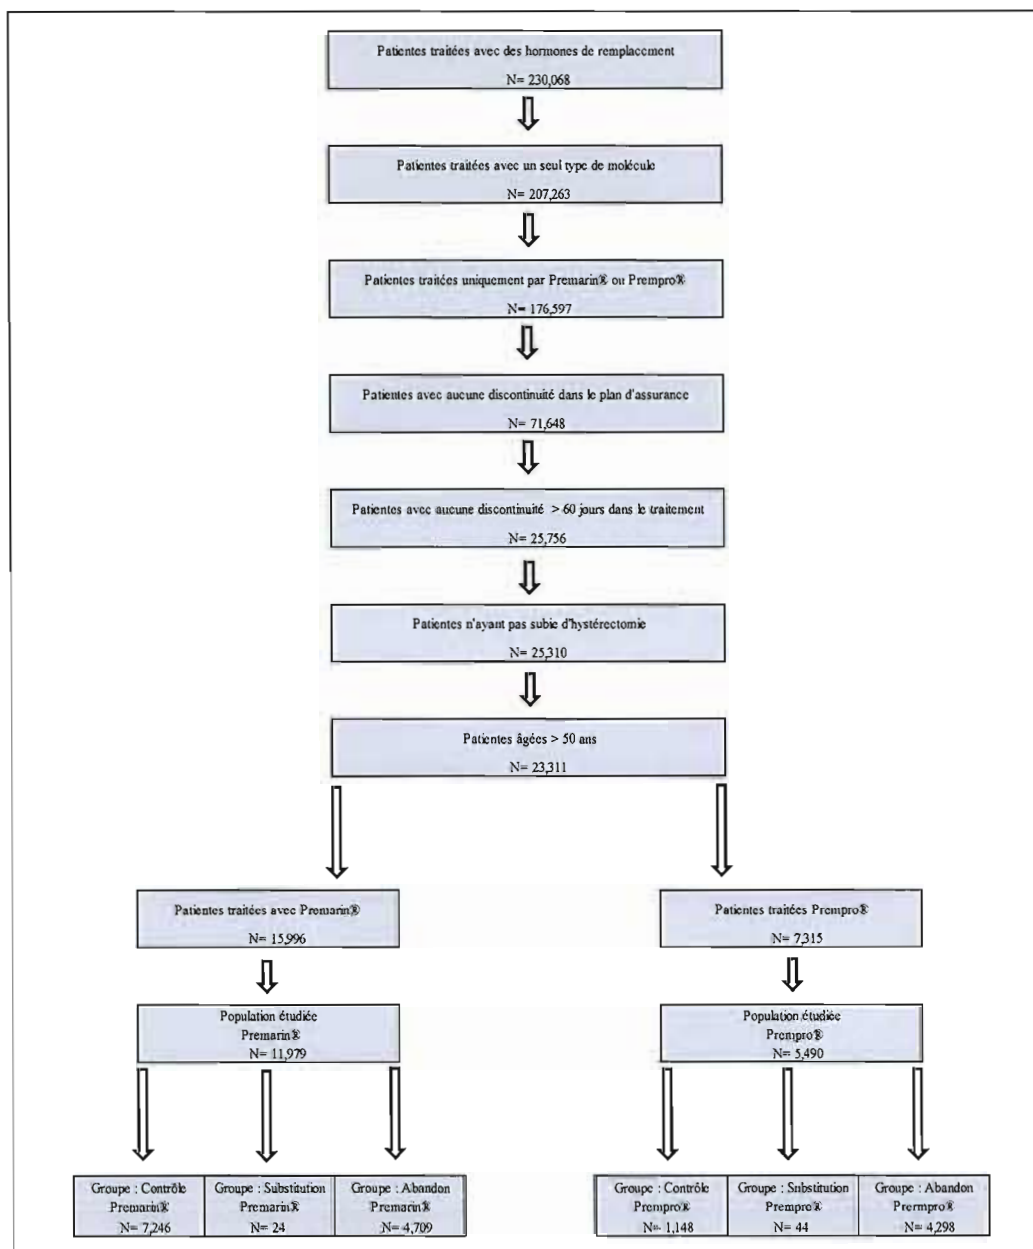 Patientes traitées avec des hormones de remplacement
N= 230,068
Patientes traitées avec un seul type de molécule
N= 207,263
Patientes traitées uniquement par Premarin® ou Prempro®
N= 176,597
Patientes avec aucune discontinuité dans le plan d'assurance
N= 71,648
Patientes avec aucune discontinuité > 60 jours dans le traitement
N= 25,756
Patientes n'ayant pas subie d'hystérectomie
N= 25,310
Patientes âgées > 50 ans
N= 23,311
Patientes traitées avec Premarin®
N= 15,996
Patientes traitées Prempro®
N= 7,315
Population étudiée
Premarin®
N= 11,979
Population étudiée
Prempro®
N= 5,490
Groupe : Contrôle
Premarin®
N= 7,246
Groupe : Substitution
Premarin®
N= 24
Groupe : Abandon
Premarin®
N= 4,709
Groupe : Contrôle
Prempro®
N= 1,148
Groupe : Substitution
Prempro®
N= 44
Groupe : Abandon
Prermpro®
N= 4,298